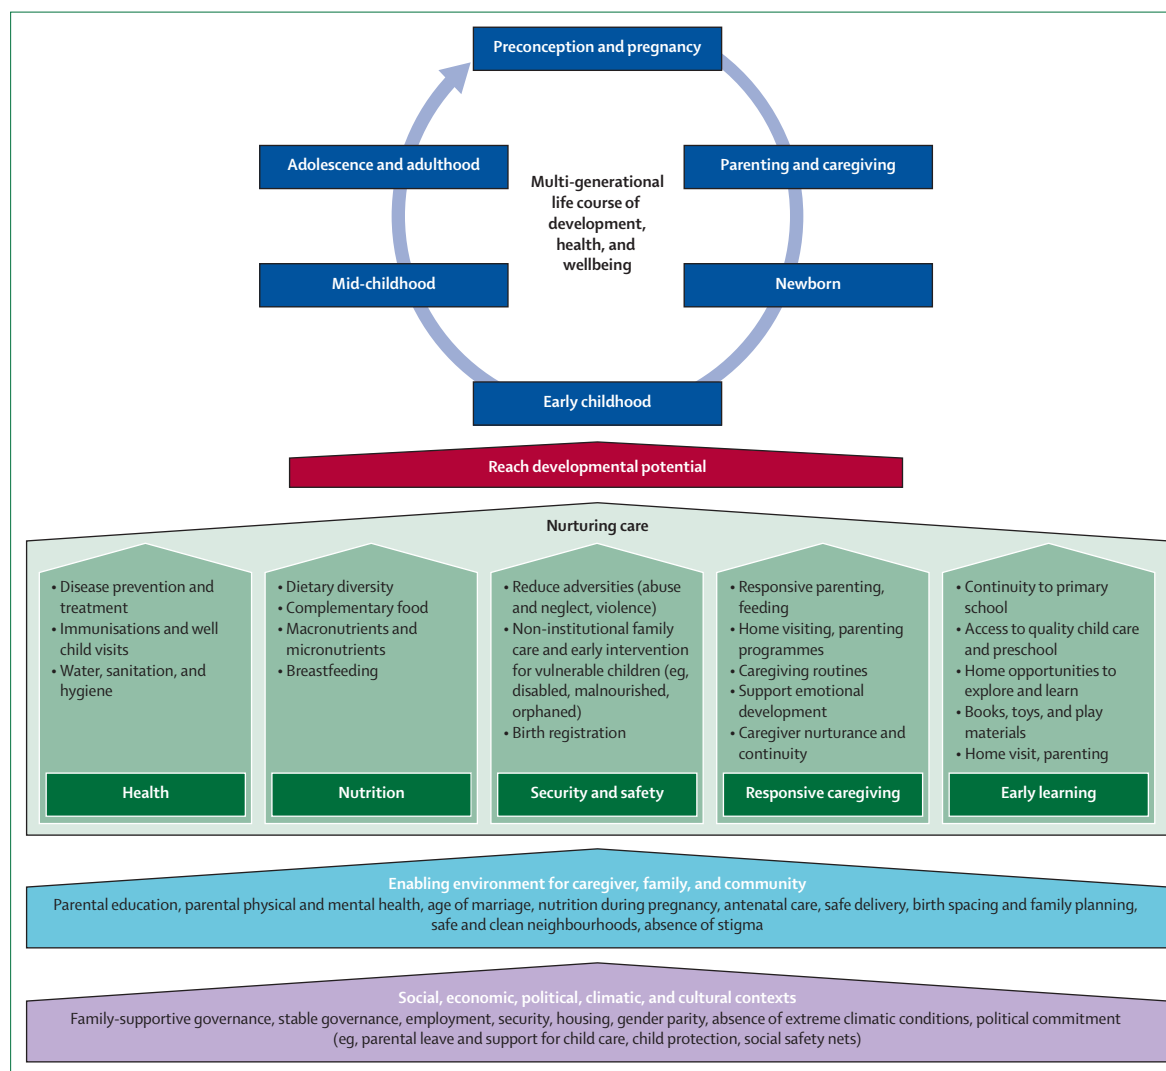 Preconception and pregnancy
Adolescence and adulthood
Parenting and caregiving
Multi-generational
life course of
development,
health, and
wellbeing
Mid-childhood
Newborn
Early childhood
Reach developmental potential
Nurturing care
• Disease prevention and
treatment
• Immunisations and well
child visits
• Water, sanitation, and
hygiene
Health
• Dietary diversity
• Complementary food
• Macronutrients and
micronutrients
• Breastfeeding
Nutrition
• Reduce adversities (abuse
and neglect, violence)
• Non-institutional family
care and early intervention
for vulnerable children (eg,
disabled, malnourished,
orphaned)
• Birth registration
Security and safety
• Responsive parenting,
feeding
• Home visiting, parenting
programmes
• Caregiving routines
• Support emotional
development
• Caregiver nurturance and
continuity
Responsive caregiving
• Continuity to primary
school
• Access to quality child care
and preschool
• Home opportunities to
explore and learn
• Books, toys, and play
materials
• Home visit, parenting
Early learning
Enabling environment for caregiver, family, and community
Parental education, parental physical and mental health, age of marriage, nutrition during pregnancy, antenatal care, safe delivery, birth spacing and family planning,
safe and clean neighbourhoods, absence of stigma
Social, economic, political, climatic, and cultural contexts
Family-supportive governance, stable governance, employment, security, housing, gender parity, absence of extreme climatic conditions, political commitment
(eg, parental leave and support for child care, child protection, social safety nets)